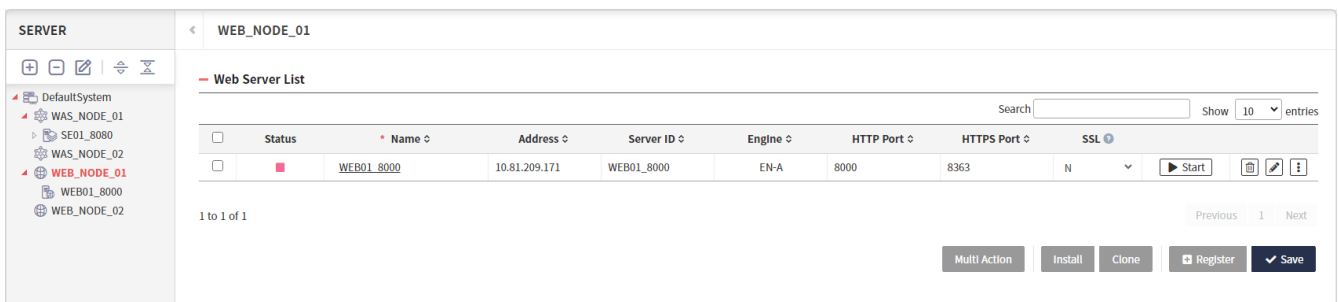 SERVER
WEB_NODE_01
DefaultSystem
WAS_NODE_01
SE01_8080
WAS_NODE_02
WEB_NODE_01
WEB01_8000
WEB_NODE_02
Web Server List
Search Show 10 entries
Status * Name Address Server ID Engine HTTP Port HTTPS Port SSL
WEB01_8000 10.81.209.171 WEB01_8000 EN-A 8000 8363 N Start
1 to 1 of 1
Previous 1 Next
Multi Action Install Clone Register Save